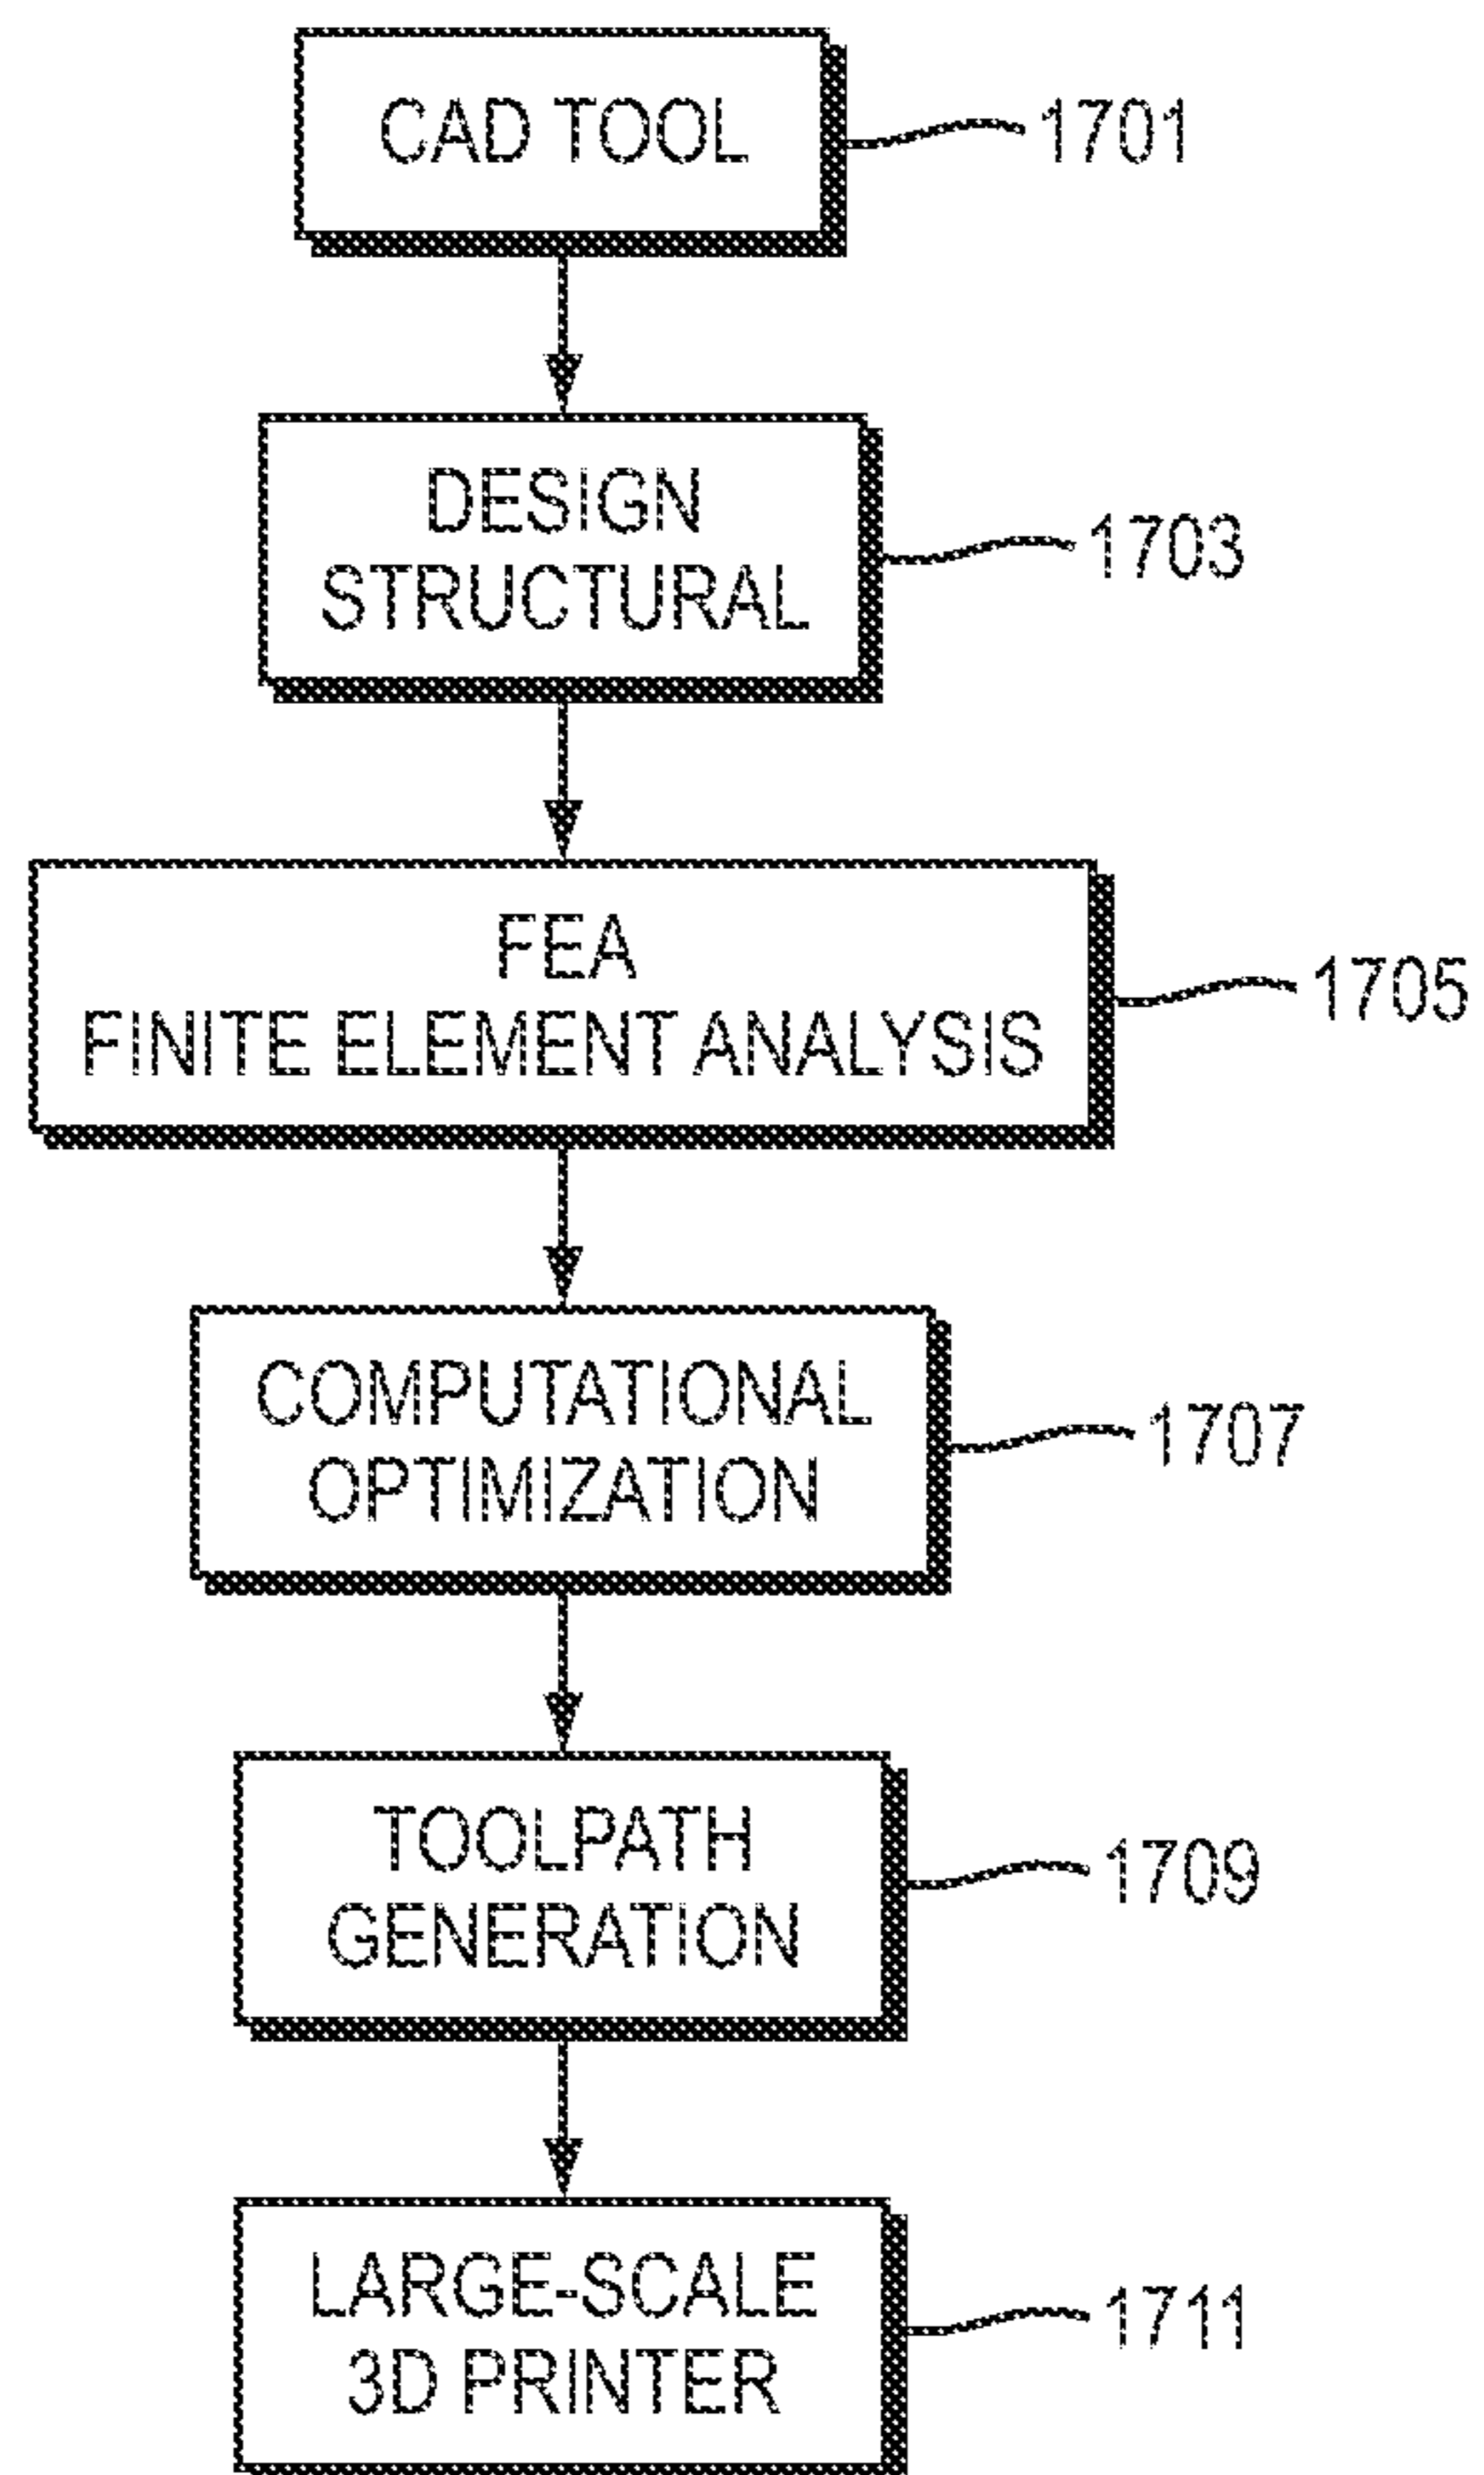 CAD TOOL
1701
DESIGN
STRUCTURAL
1703
FEA
FINITE ELEMENT ANALYSIS
1705
COMPUTATIONAL
OPTIMIZATION
1707
TOOLPATH
GENERATION
1709
LARGE-SCALE
3D PRINTER
1711